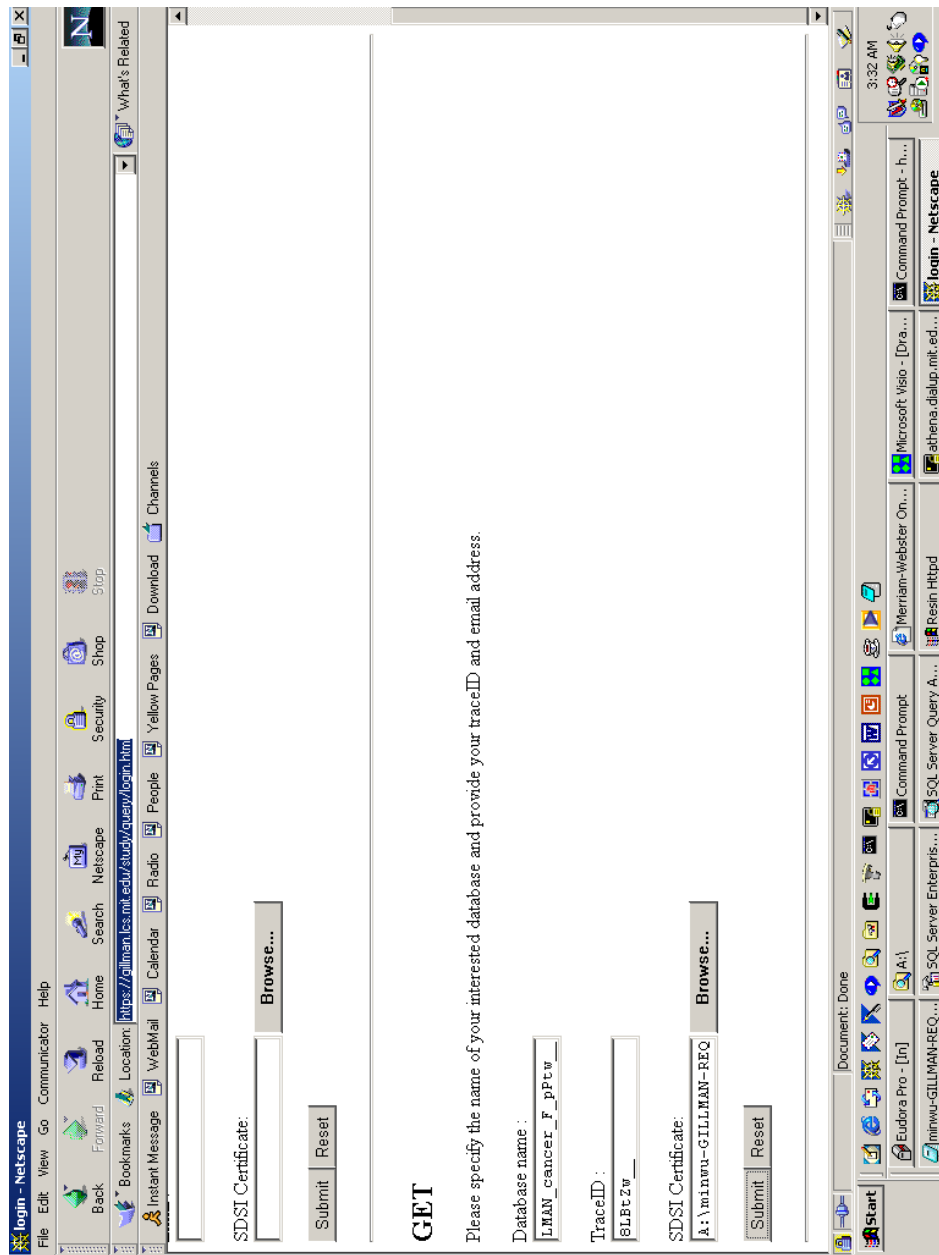 login - Netscape
File Edit View Go Communicator Help
Back Forward Reload Home Search Netscape Print Security Shop Stop
My
N
Bookmarks Location: https://gillman.lcs.mit.edu/study/query/login.html What's Related
Instant Message WebMail Calendar Radio People Yellow Pages Download Channels
SDSI Certificate:
Browse...
Submit Reset
GET
Please specify the name of your interested database and provide your traceID and email address.
Database name :
LMAN_cancer_F_pPtw__
TraceID :
8LBtZw__
SDSI Certificate:
A:\minwu-GILLMAN-REQ Browse...
Submit Reset
Document: Done
Start
3:32 AM
Eudora Pro - [In] A:\ Command Prompt Merriam-Webster On... Microsoft Visio - [Dra... Command Prompt - h...
minwu-GILLMAN-REQ... SQL Server Enterpris... SQL Server Query A... Resin Httpd athena.dialup.mit.ed... login - Netscape